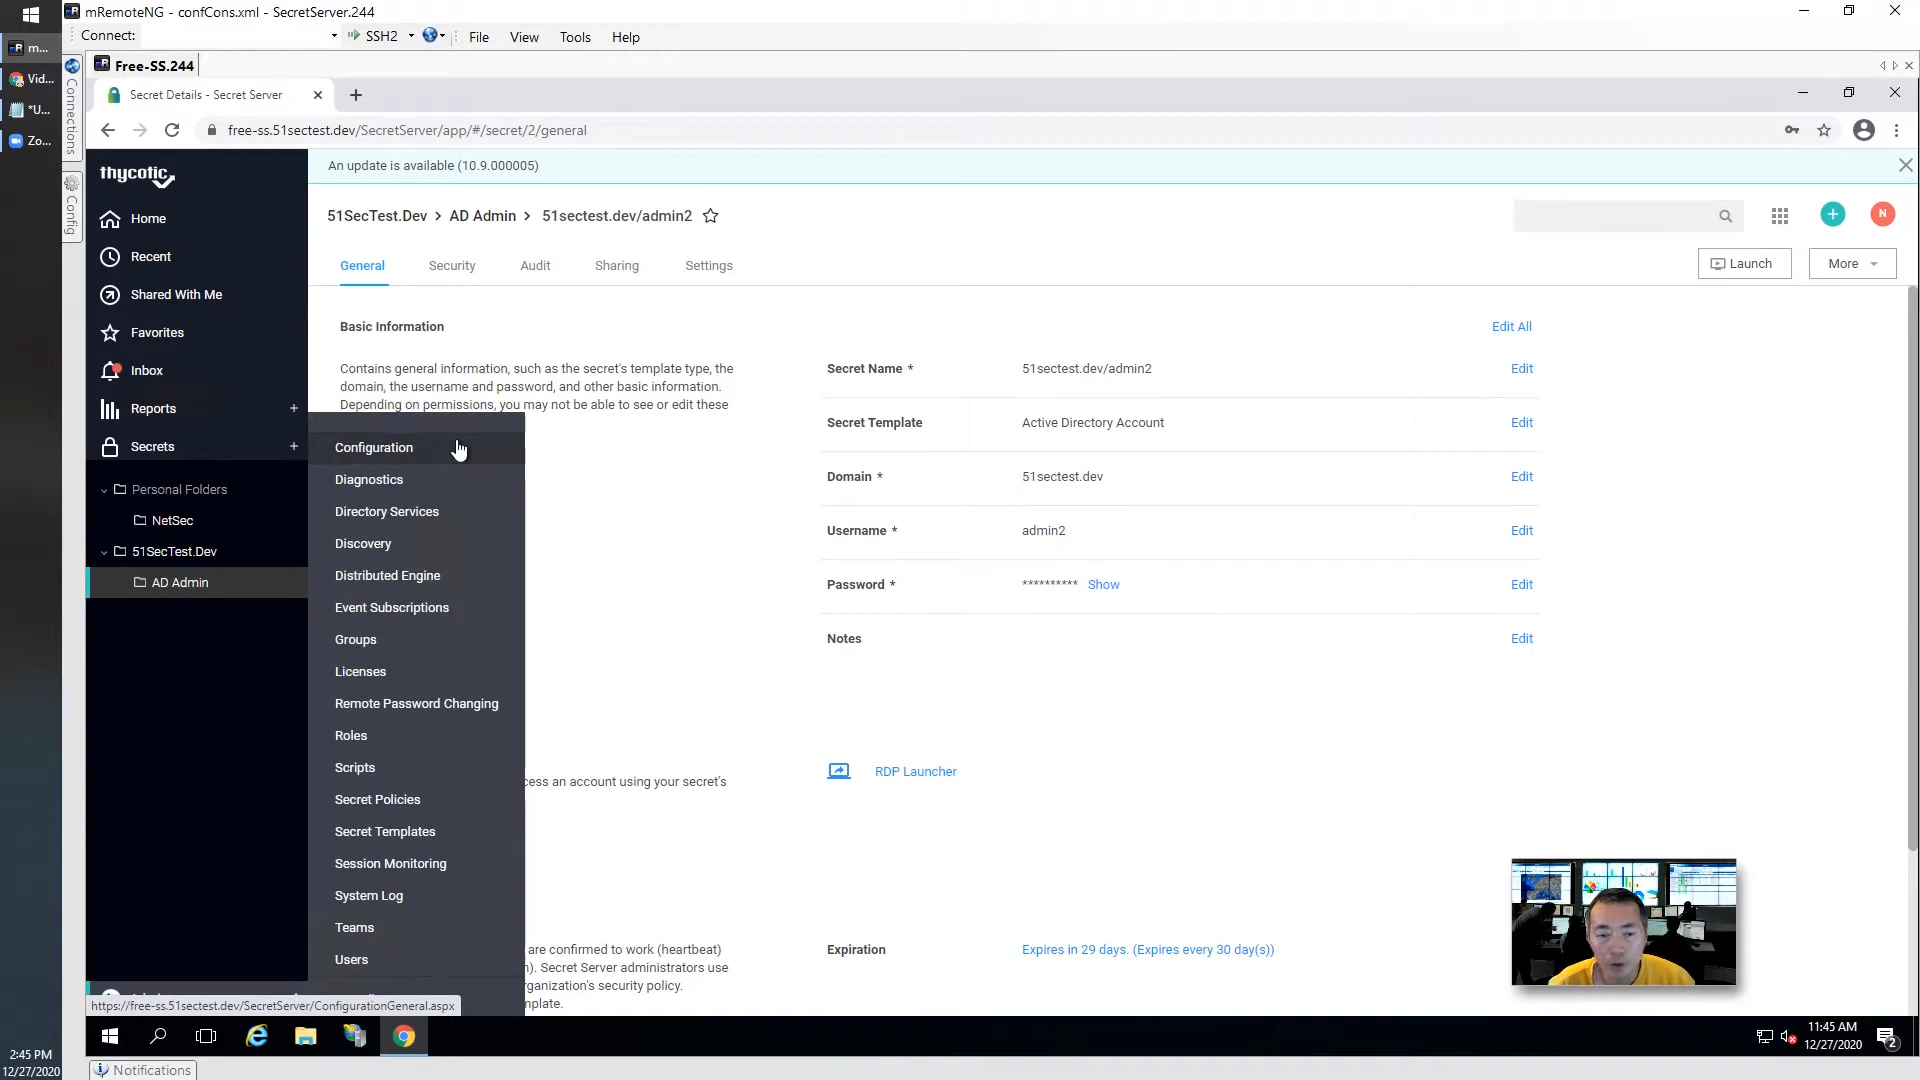 mRemoteNG - confCons.xml - SecretServer.244
Connect:
SSH2
File
View
Tools
Help
m...
Vid...
*U...
Zo...
Connections
Config
Free-SS.244
Secret Details - Secret Server
free-ss.51sectest.dev/SecretServer/app/#/secret/2/general
thycotic
An update is available (10.9.000005)
Home
Recent
Shared With Me
Favorites
Inbox
Reports
Secrets
Personal Folders
NetSec
51SecTest.Dev
AD Admin
51SecTest.Dev > AD Admin > 51sectest.dev/admin2
N
General
Security
Audit
Sharing
Settings
Launch
More
Basic Information
Edit All
Contains general information, such as the secret's template type, the
domain, the username and password, and other basic information.
Depending on permissions, you may not be able to see or edit these
Secret Name *
51sectest.dev/admin2
Edit
Secret Template
Active Directory Account
Edit
Domain *
51sectest.dev
Edit
Username *
admin2
Edit
Password *
********** Show
Edit
Notes
Edit
Configuration
Diagnostics
Directory Services
Discovery
Distributed Engine
Event Subscriptions
Groups
Licenses
Remote Password Changing
Roles
Scripts
Secret Policies
Secret Templates
Session Monitoring
System Log
Teams
Users
cess an account using your secret's
RDP Launcher
are confirmed to work (heartbeat)
n). Secret Server administrators use
rganization's security policy.
mplate.
Expiration
Expires in 29 days. (Expires every 30 day(s))
https://free-ss.51sectest.dev/SecretServer/ConfigurationGeneral.aspx
11:45 AM
12/27/2020
2
2:45 PM
12/27/2020
Notifications